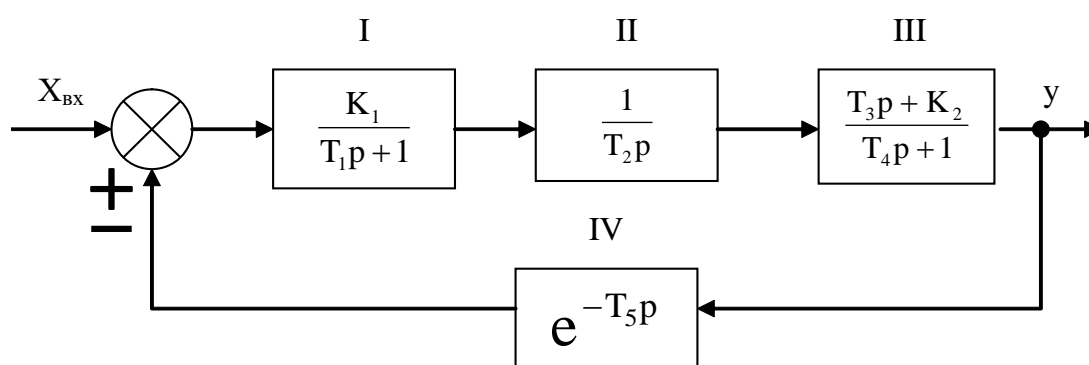 I
II
III
X_вх
K_1
T_1p + 1
1
T_2p
T_3p + K_2
T_4p + 1
y
+
−
IV
e^{−T_5p}